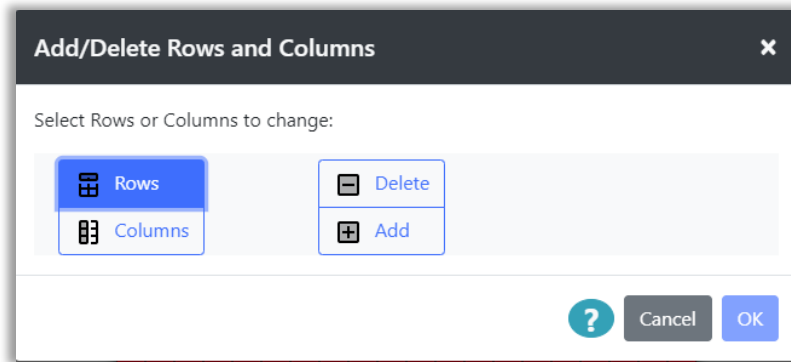 Add/Delete Rows and Columns
Select Rows or Columns to change:
Rows
Delete
Columns
Add
?
Cancel
OK